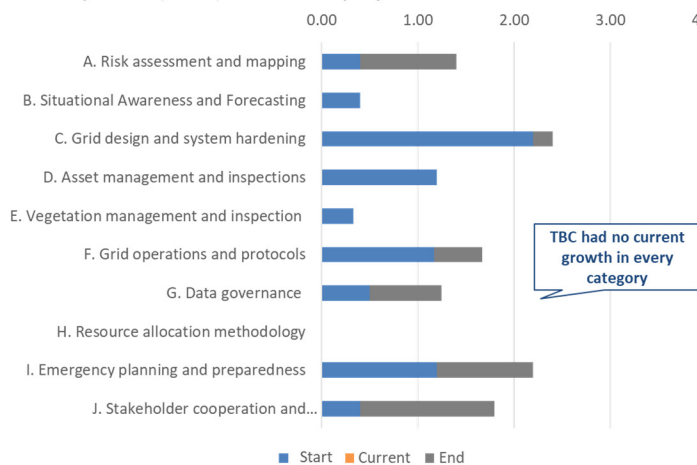 0.00 1.00 2.00 3.00 4
A. Risk assessment and mapping
B. Situational Awareness and Forecasting
C. Grid design and system hardening
D. Asset management and inspections
E. Vegetation management and inspection
F. Grid operations and protocols
TBC had no current
growth in every
category
G. Data governance
H. Resource allocation methodology
I. Emergency planning and preparedness
J. Stakeholder cooperation and...
Start Current End